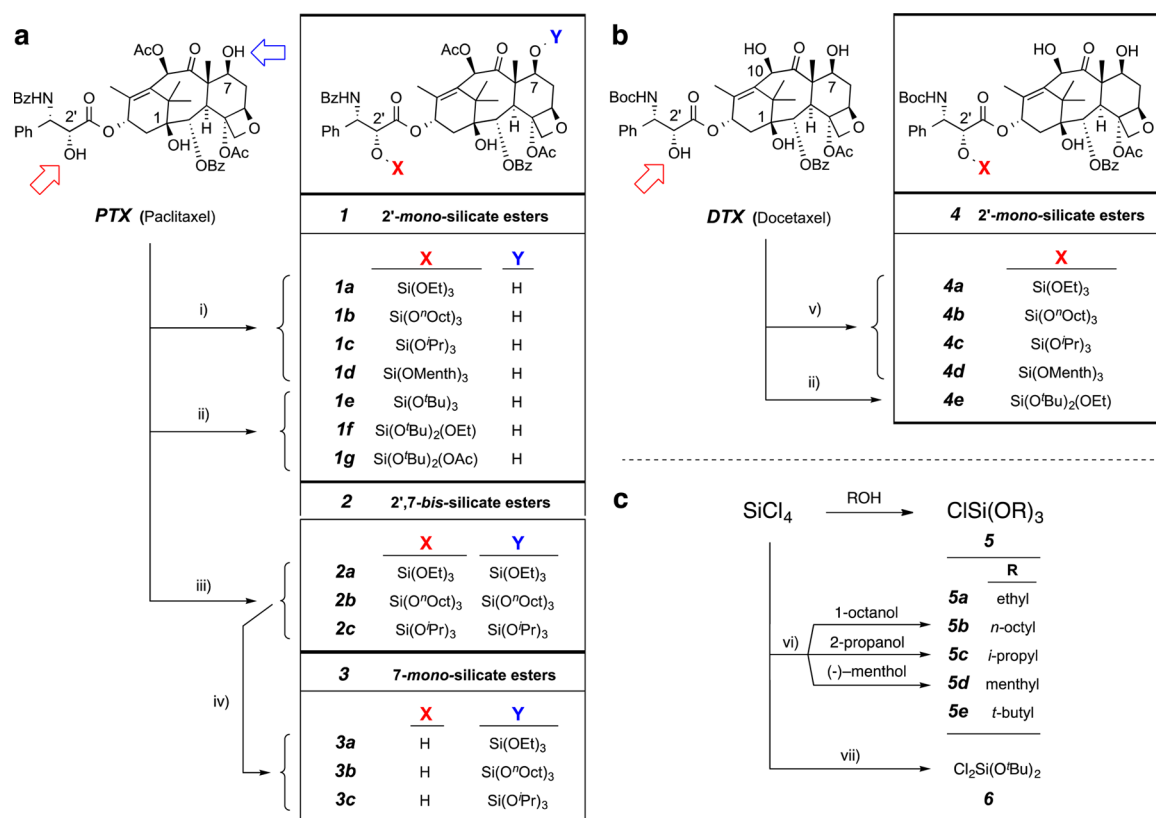 a
AcO O OH
7
BzHN O
2'
Ph O
OH
1
H
OH
O
OAc
OBz
PTX (Paclitaxel)
Y
AcO O O
7
BzHN O
2'
Ph O
O
X
1
H
OH
O
OAc
OBz
1 2'-mono-silicate esters
X Y
1a Si(OEt)3 H
1b Si(OnOct)3 H
1c Si(OiPr)3 H
1d Si(OMenth)3 H
1e Si(OtBu)3 H
1f Si(OtBu)2(OEt) H
1g Si(OtBu)2(OAc) H
i)
ii)
2 2',7-bis-silicate esters
X Y
2a Si(OEt)3 Si(OEt)3
2b Si(OnOct)3 Si(OnOct)3
2c Si(OiPr)3 Si(OiPr)3
iii)
3 7-mono-silicate esters
iv)
X Y
3a H Si(OEt)3
3b H Si(OnOct)3
3c H Si(OiPr)3
b
HO O OH
10 7
BocHN O
2'
Ph O
OH
1
H
OH
O
OAc
OBz
DTX (Docetaxel)
HO O OH
BocHN O
2'
Ph O
O
X
H
OH
O
OAc
OBz
4 2'-mono-silicate esters
X
4a Si(OEt)3
4b Si(OnOct)3
4c Si(OiPr)3
4d Si(OMenth)3
4e Si(OtBu)2(OEt)
v)
ii)
c
SiCl4 ROH ClSi(OR)3
5
R
5a ethyl
1-octanol 5b n-octyl
vi) 2-propanol 5c i-propyl
(-)–menthol 5d menthyl
5e t-butyl
vii) Cl2Si(OtBu)2
6